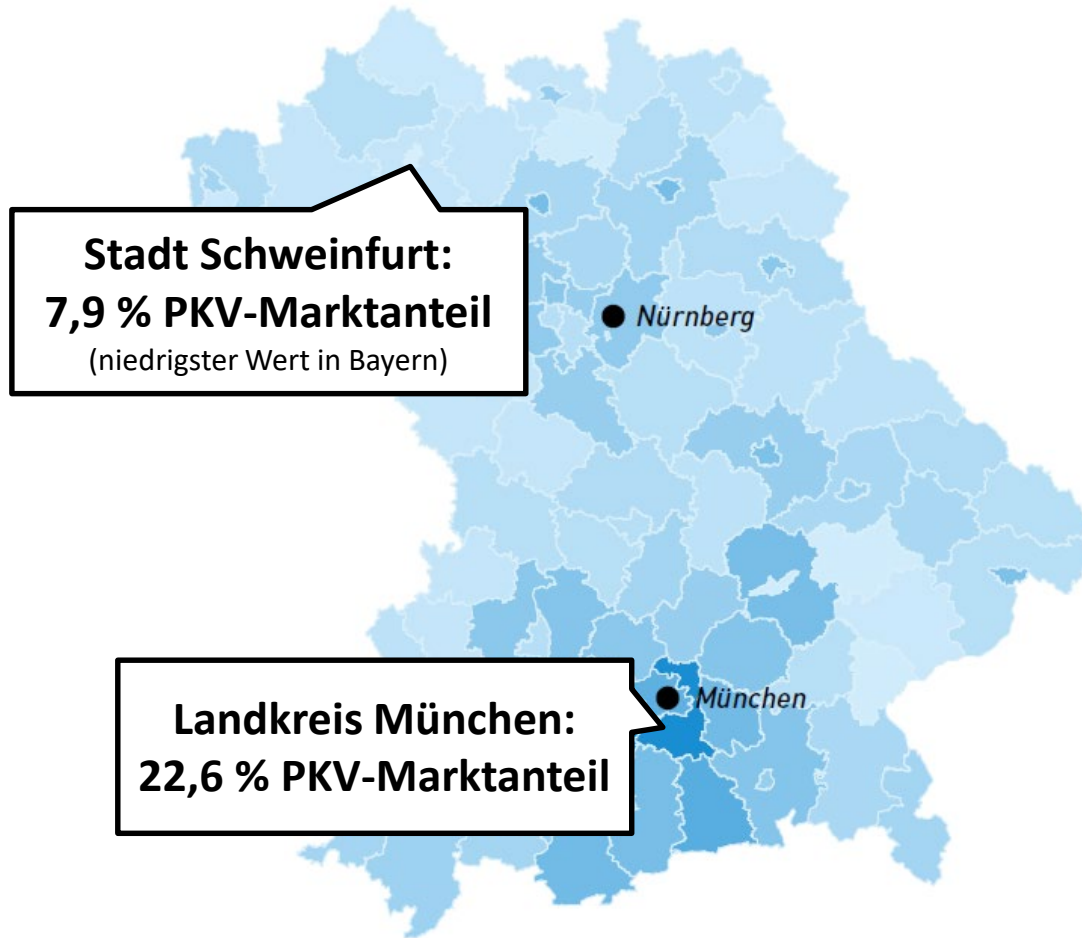 Stadt Schweinfurt:
7,9 % PKV-Marktanteil
(niedrigster Wert in Bayern)
Nürnberg
München
Landkreis München:
22,6 % PKV-Marktanteil